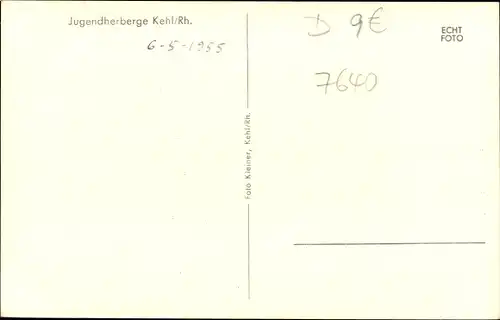 Jugendherberge Kehl/Rh.
6-5-1955
D 9€
7640
ECHT
FOTO
Foto Kleiner, Kehl/Rh.